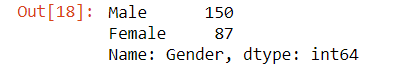 Out[18]: Male      150
Female     87
Name: Gender, dtype: int64